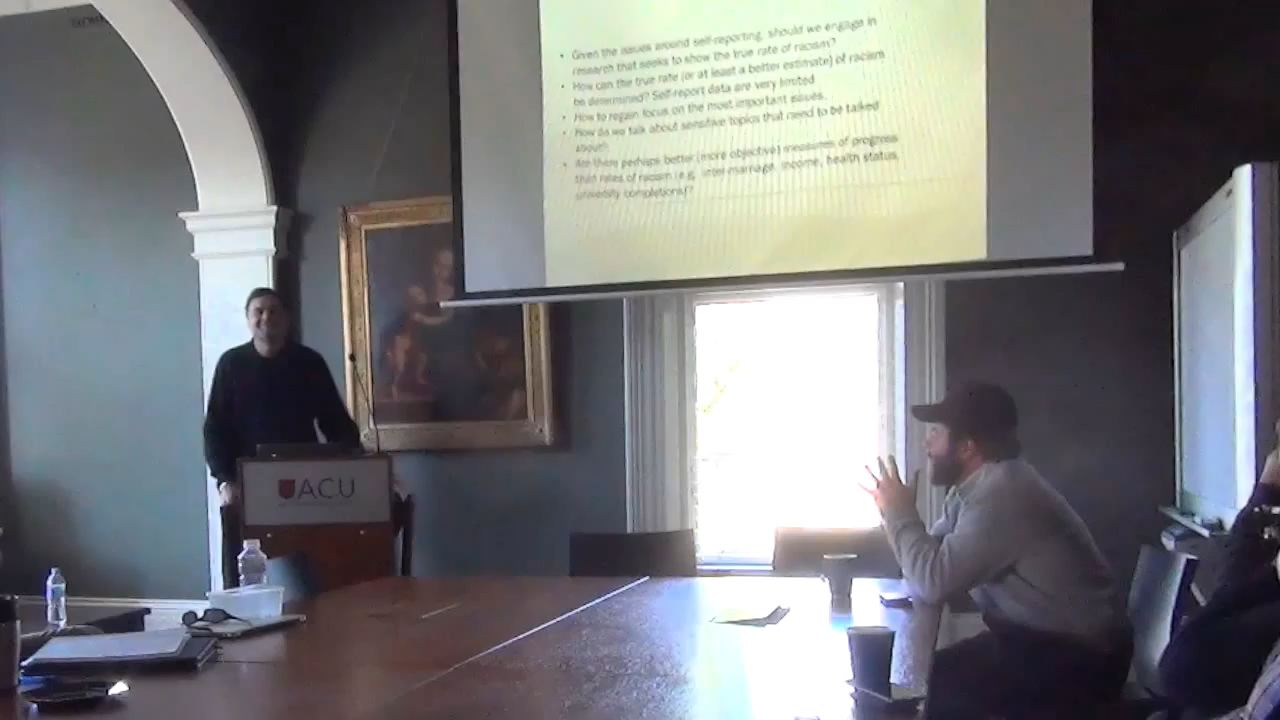 • Given the issues around self-reporting, should we engage in
research that seeks to show the true rate of racism?
• How can the true rate (or at least a better estimate) of racism
be determined? Self-report data are very limited
• How to regain focus on the most important issues.
• How do we talk about sensitive topics that need to be talked
about?
• Are there perhaps better (more objective) measures of progress
than rates of racism (e.g. inter-marriage, income, health status,
university completions)?
ACU